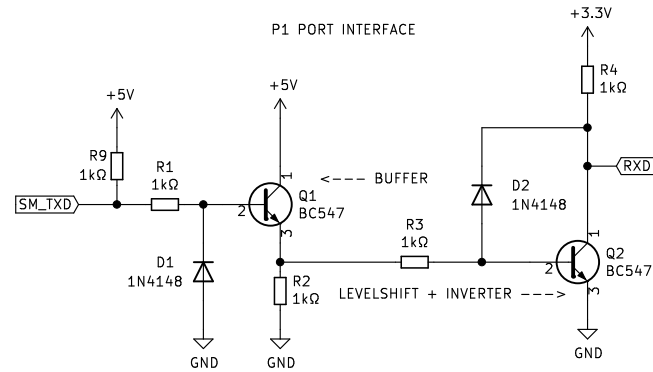 P1 PORT INTERFACE
+3.3V
R4
1kΩ
+5V
+5V
R9
1kΩ
R1
1kΩ
1
<--- BUFFER
RXD
SM_TXD
2
Q1
BC547
D2
1N4148
3
R3
1kΩ
1
D1
1N4148
2
Q2
BC547
R2
1kΩ
LEVELSHIFT + INVERTER --->
3
GND
GND
GND